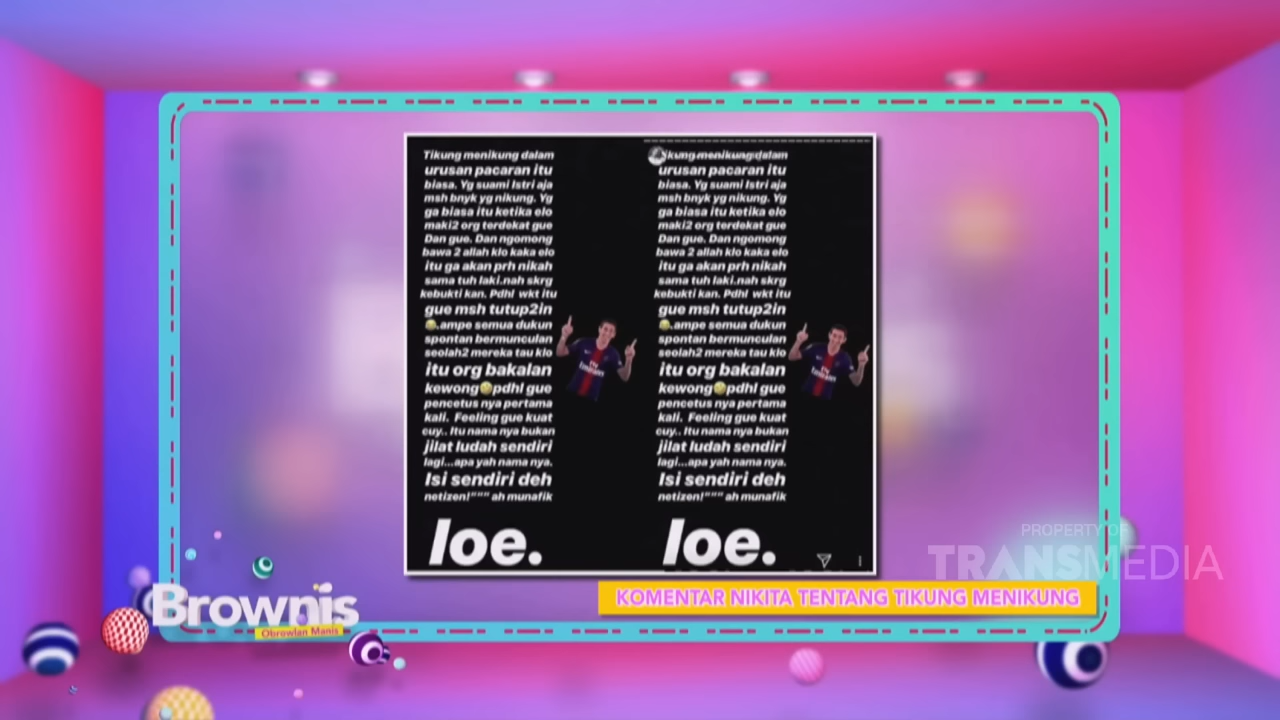 Tikung menikung dalam
urusan pacaran itu
biasa. Yg suami Istri aja
msh bnyk yg nikung. Yg
ga biasa itu ketika elo
maki2 org terdekat gue
Dan gue. Dan ngomong
bawa 2 allah klo kaka elo
itu ga akan prh nikah
sama tuh laki.nah skrg
kebukti kan. Pdhl wkt itu
gue msh tutup2in
😂.ampe semua dukun
spontan bermunculan
seolah2 mereka tau klo
itu org bakalan
kewong😂pdhl gue
pencetus nya pertama
kali. Feeling gue kuat
cuy.. Itu nama nya bukan
jilat ludah sendiri
lagi...apa yah nama nya.
Isi sendiri deh
netizen!""" ah munafik
loe.
Tikung menikung dalam
urusan pacaran itu
biasa. Yg suami Istri aja
msh bnyk yg nikung. Yg
ga biasa itu ketika elo
maki2 org terdekat gue
Dan gue. Dan ngomong
bawa 2 allah klo kaka elo
itu ga akan prh nikah
sama tuh laki.nah skrg
kebukti kan. Pdhl wkt itu
gue msh tutup2in
😂.ampe semua dukun
spontan bermunculan
seolah2 mereka tau klo
itu org bakalan
kewong😂pdhl gue
pencetus nya pertama
kali. Feeling gue kuat
cuy.. Itu nama nya bukan
jilat ludah sendiri
lagi...apa yah nama nya.
Isi sendiri deh
netizen!""" ah munafik
loe.
Fly
Emirates
Fly
Emirates
PROPERTY OF
TRANSMEDIA
Brownis
Obrowlan Manis
KOMENTAR NIKITA TENTANG TIKUNG MENIKUNG